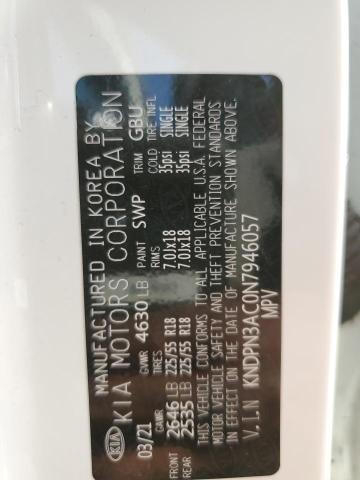 MANUFACTURED IN KOREA BY
KIA KIA MOTORS CORPORATION
03/21 GVWR 4630 LB PAINT SWP TRIM GBU
GAWR RIMS COLD TIRE INFL
FRONT 2646 LB 225/55 R18 7.0Jx18 35psi SINGLE
REAR 2535 LB 225/55 R18 7.0Jx18 35psi SINGLE
THIS VEHICLE CONFORMS TO ALL APPLICABLE U.S.A. FEDERAL
MOTOR VEHICLE SAFETY AND THEFT PREVENTION STANDARDS
IN EFFECT ON THE DATE OF MANUFACTURE SHOWN ABOVE.
V.I.N KNDPN3AC0N7946057
MPV